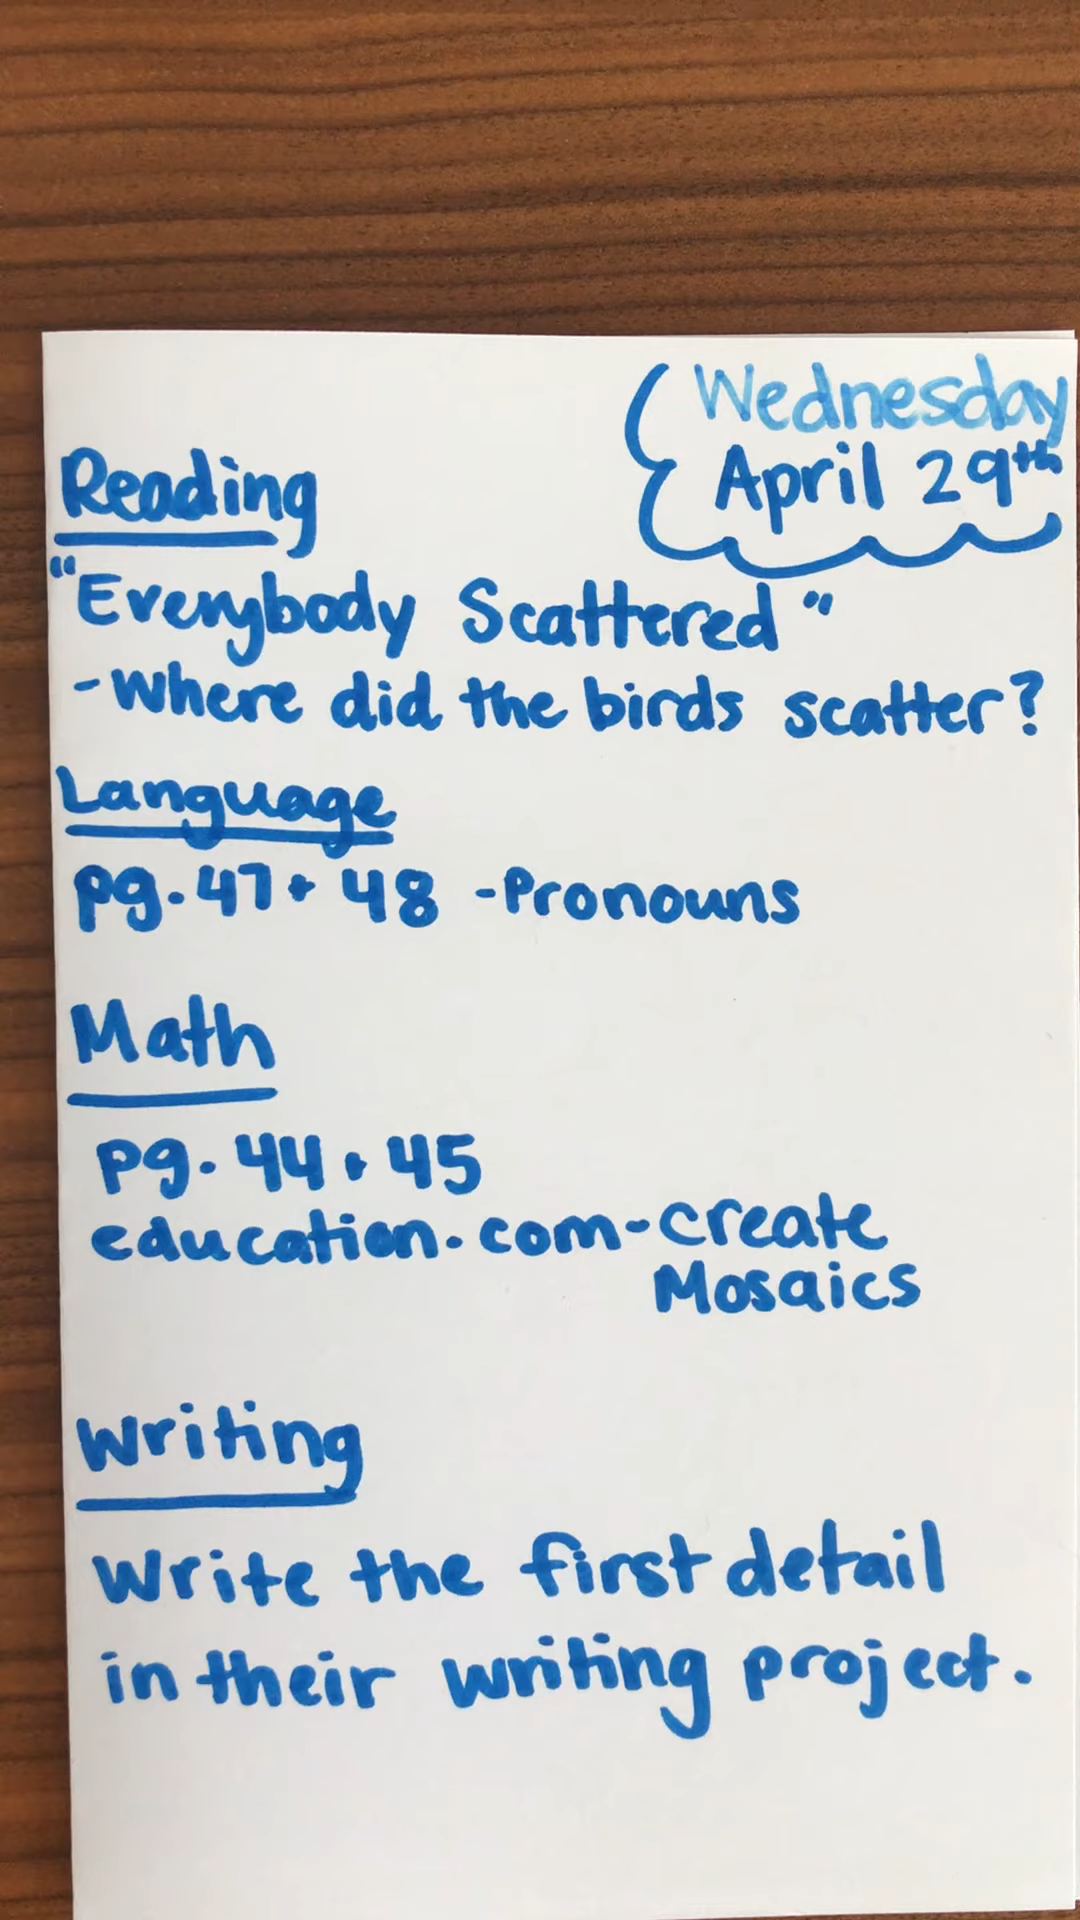 Wednesday
April 29th
Reading
"Everybody Scattered"
-Where did the birds scatter?
Language
pg. 47 + 48 -Pronouns
Math
pg. 44 + 45
education.com-create
Mosaics
Writing
Write the first detail
in their writing project.